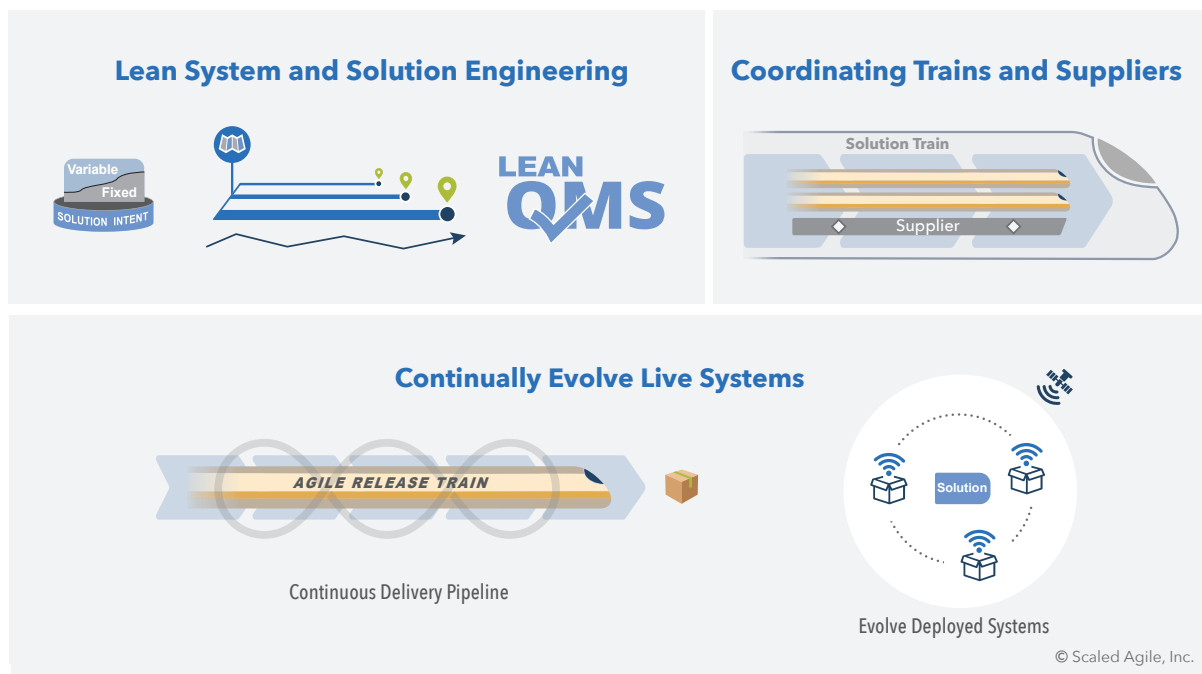 Lean System and Solution Engineering
Variable
Fixed
SOLUTION INTENT
LEAN
QMS
Coordinating Trains and Suppliers
Solution Train
Supplier
Continually Evolve Live Systems
AGILE RELEASE TRAIN
Continuous Delivery Pipeline
Solution
Evolve Deployed Systems
© Scaled Agile, Inc.